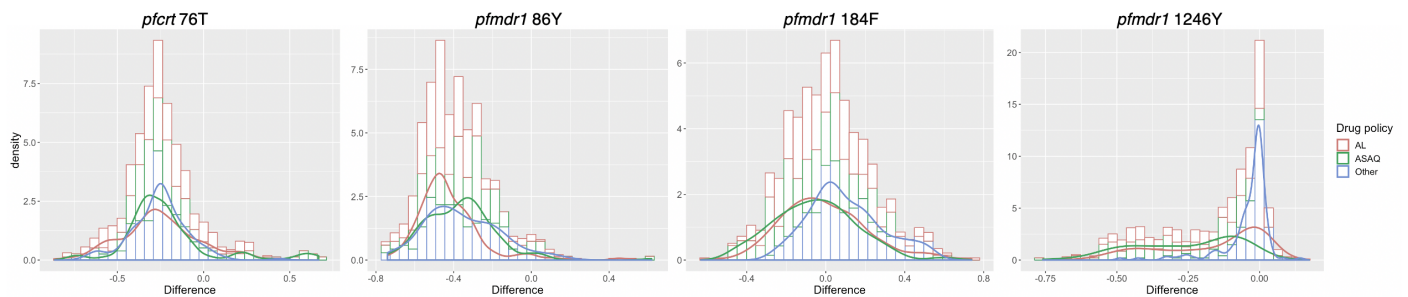 pfcrt 76T
pfmdr1 86Y
pfmdr1 184F
pfmdr1 1246Y
density
7.5
5.0
2.5
0.0
-0.5
0.0
0.5
Difference
7.5
5.0
2.5
0.0
-0.8
-0.4
0.0
0.4
Difference
6
4
2
0
-0.4
0.0
0.4
0.8
Difference
20
15
10
5
0
-0.75
-0.50
-0.25
0.00
Difference
Drug policy
AL
ASAQ
Other